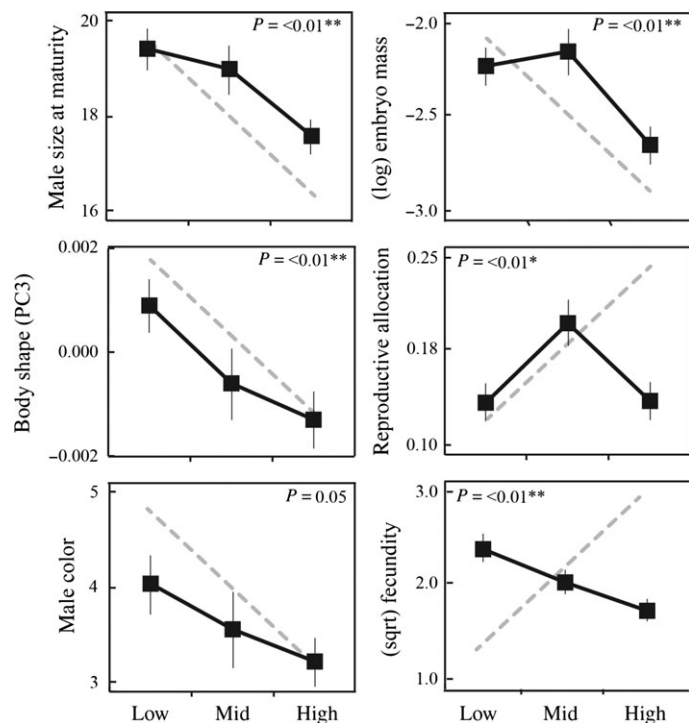 Male size at maturity
20
18
16
P = <0.01**
(log) embryo mass
−2.0
−2.5
−3.0
P = <0.01**
Body shape (PC3)
0.002
0.000
−0.002
P = <0.01**
Reproductive allocation
0.25
0.18
0.10
P = <0.01*
Male color
5
4
3
P = 0.05
Low Mid High
(sqrt) fecundity
3.0
2.0
1.0
P = <0.01**
Low Mid High